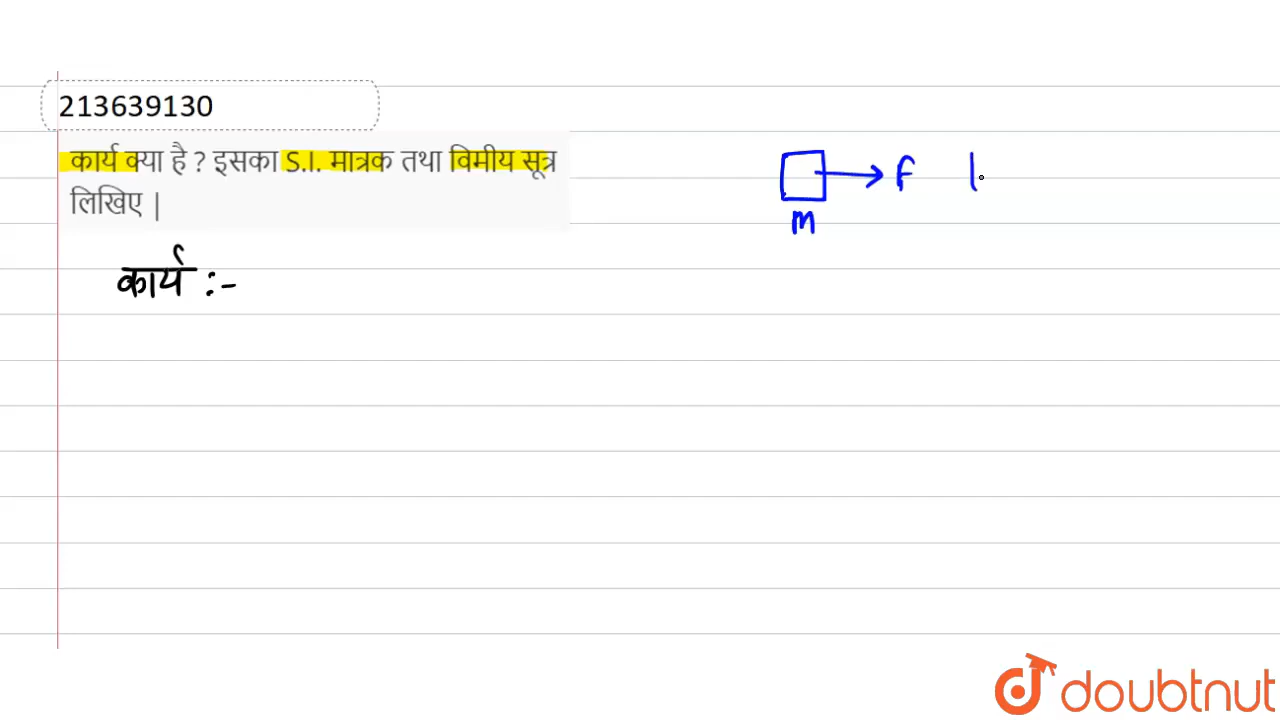 213639130
कार्य क्या है ? इसका S.I. मात्रक तथा विमीय सूत्र
लिखिए |
F
m
कार्य :-
doubtnut